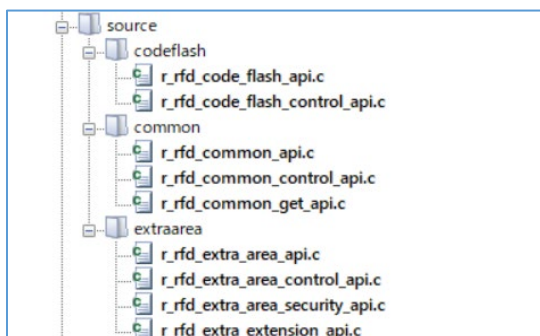 source
codeflash
r_rfd_code_flash_api.c
r_rfd_code_flash_control_api.c
common
r_rfd_common_api.c
r_rfd_common_control_api.c
r_rfd_common_get_api.c
extraarea
r_rfd_extra_area_api.c
r_rfd_extra_area_control_api.c
r_rfd_extra_area_security_api.c
r_rfd_extra_extension_api.c